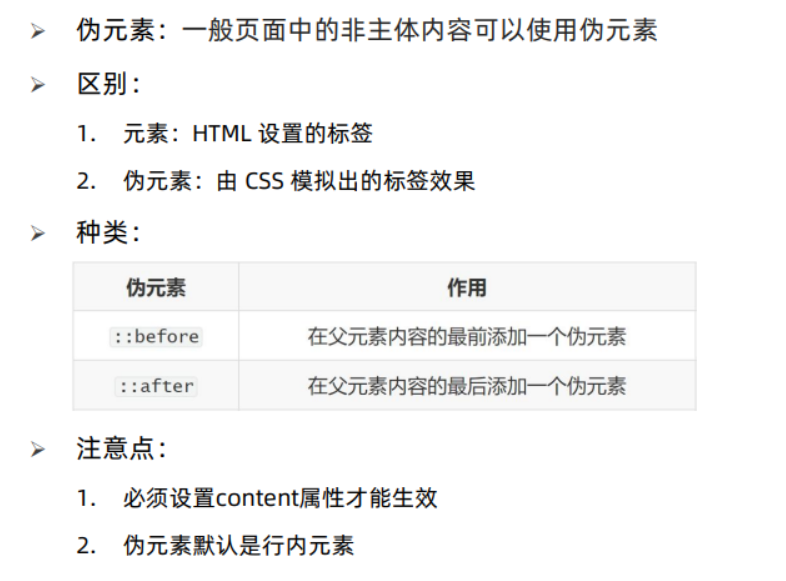 ➢ 伪元素：一般页面中的非主体内容可以使用伪元素
➢ 区别：
1. 元素：HTML 设置的标签
2. 伪元素：由 CSS 模拟出的标签效果
➢ 种类：
伪元素 作用
::before 在父元素内容的最前添加一个伪元素
::after 在父元素内容的最后添加一个伪元素
➢ 注意点：
1. 必须设置content属性才能生效
2. 伪元素默认是行内元素